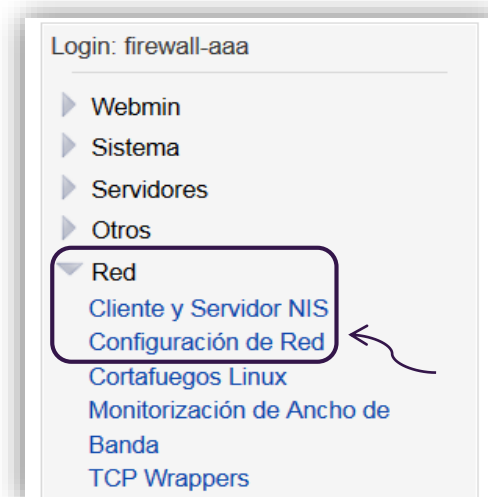 Login: firewall-aaa
Webmin
Sistema
Servidores
Otros
Red
Cliente y Servidor NIS
Configuración de Red
Cortafuegos Linux
Monitorización de Ancho de
Banda
TCP Wrappers